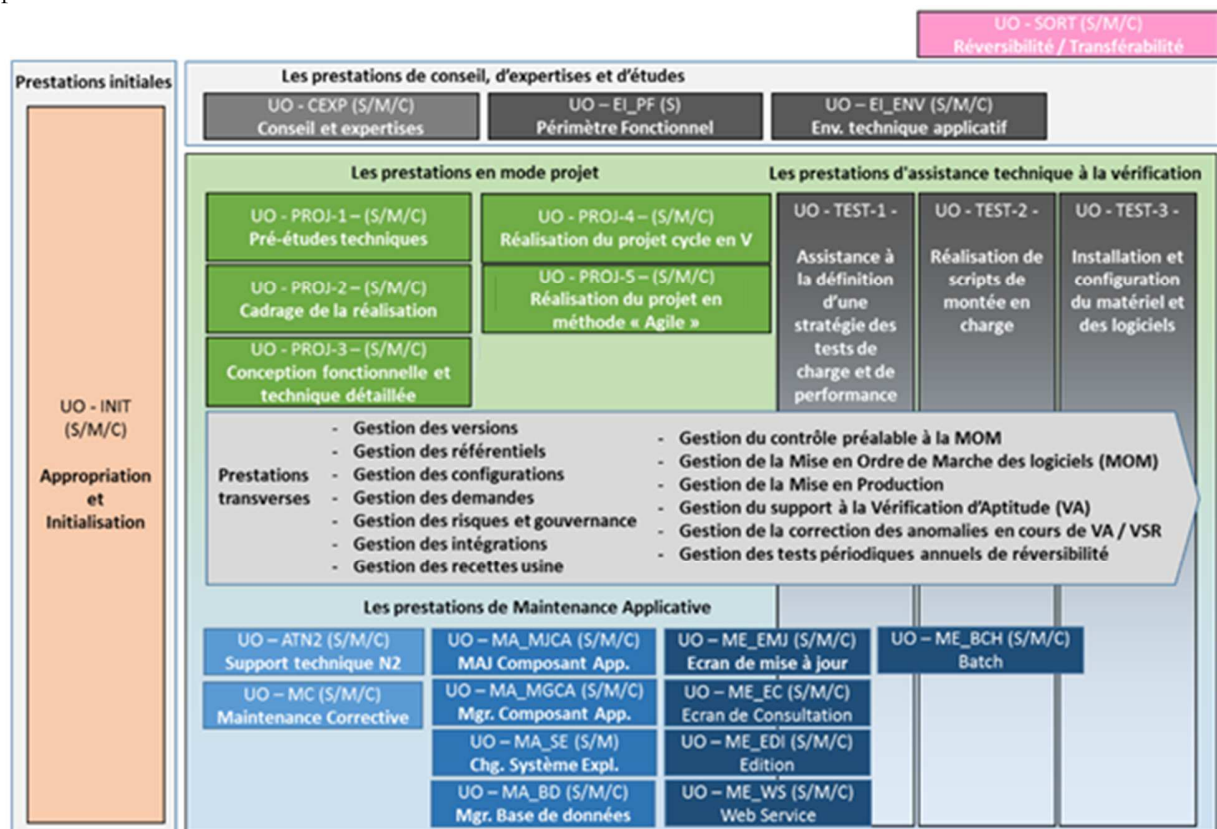 UO - SORT (S/M/C)
Réversibilité / Transférabilité
Prestations initiales
UO - INIT
(S/M/C)
Appropriation
et
Initialisation
Les prestations de conseil, d'expertises et d'études
UO - CEXP (S/M/C)
Conseil et expertises
UO – EI_PF (S)
Périmètre Fonctionnel
UO – EI_ENV (S/M/C)
Env. technique applicatif
Les prestations en mode projet
UO - PROJ-1 – (S/M/C)
Pré-études techniques
UO - PROJ-2 – (S/M/C)
Cadrage de la réalisation
UO - PROJ-3 – (S/M/C)
Conception fonctionnelle et
technique détaillée
UO - PROJ-4 – (S/M/C)
Réalisation du projet cycle en V
UO - PROJ-5 – (S/M/C)
Réalisation du projet en
méthode « Agile »
Les prestations d'assistance technique à la vérification
UO - TEST-1 -
Assistance à
la définition
d'une
stratégie des
tests de
charge et de
performance
UO - TEST-2 -
Réalisation de
scripts de
montée en
charge
UO - TEST-3 -
Installation et
configuration
du matériel et
des logiciels
Prestations
transverses
- Gestion des versions
- Gestion des référentiels
- Gestion des configurations
- Gestion des demandes
- Gestion des risques et gouvernance
- Gestion des intégrations
- Gestion des recettes usine
- Gestion du contrôle préalable à la MOM
- Gestion de la Mise en Ordre de Marche des logiciels (MOM)
- Gestion de la Mise en Production
- Gestion du support à la Vérification d'Aptitude (VA)
- Gestion de la correction des anomalies en cours de VA / VSR
- Gestion des tests périodiques annuels de réversibilité
Les prestations de Maintenance Applicative
UO – ATN2 (S/M/C)
Support technique N2
UO – MC (S/M/C)
Maintenance Corrective
UO – MA_MJCA (S/M/C)
MAJ Composant App.
UO – MA_MGCA (S/M/C)
Mgr. Composant App.
UO – MA_SE (S/M)
Chg. Système Expl.
UO – MA_BD (S/M/C)
Mgr. Base de données
UO – ME_EMJ (S/M/C)
Ecran de mise à jour
UO – ME_EC (S/M/C)
Ecran de Consultation
UO – ME_EDI (S/M/C)
Edition
UO – ME_WS (S/M/C)
Web Service
UO – ME_BCH (S/M/C)
Batch